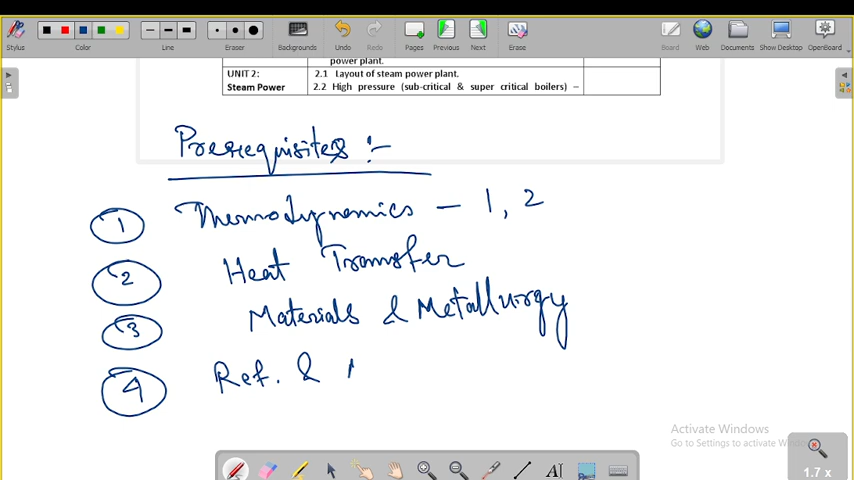 Stylus
Color
Line
Eraser
Backgrounds
Undo
Redo
Pages
Previous
Next
Erase
Board
Web
Documents
Show Desktop
OpenBoard
power plant.
UNIT 2:
2.1 Layout of steam power plant.
Steam Power
2.2 High pressure (sub-critical & super critical boilers) –
Prerequisites :-
1 Thermodynamics - 1, 2
2 Heat Transfer
3 Materials & Metallurgy
4 Ref. &
Activate Windows
Go to Settings to activate
1.7 x